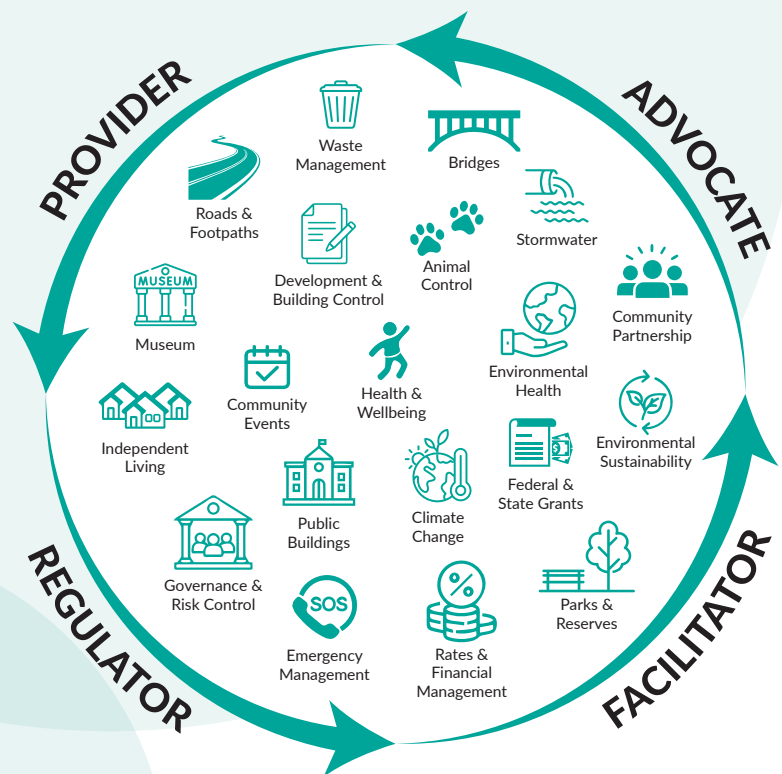 PROVIDER
ADVOCATE
Waste
Management
Bridges
Roads &
Footpaths
Stormwater
Development &
Building Control
Animal
Control
MUSEUM
Museum
Community
Partnership
Environmental
Health
Community
Events
Health &
Wellbeing
Independent
Living
Environmental
Sustainability
Federal &
State Grants
Public
Buildings
Climate
Change
Governance &
Risk Control
SOS
Emergency
Management
%
Rates &
Financial
Management
Parks &
Reserves
REGULATOR
FACILITATOR